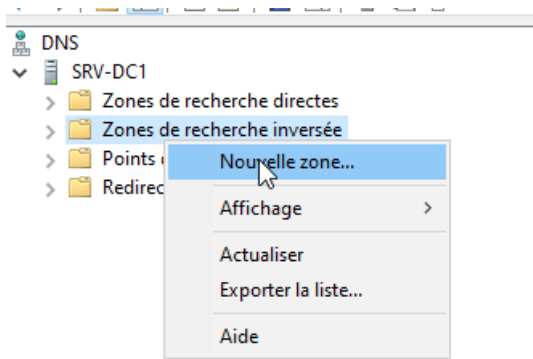 DNS
SRV-DC1
Zones de recherche directes
Zones de recherche inversée
Points
Redirec
Nouvelle zone...
Affichage
Actualiser
Exporter la liste...
Aide